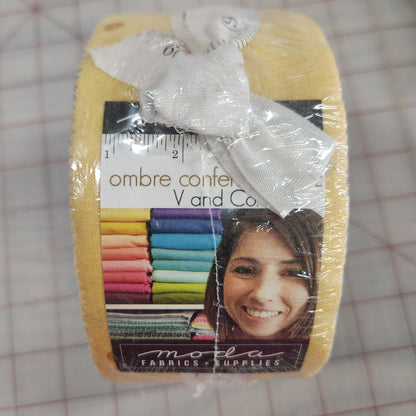 1 2
ombre confe
V and Co
moda
FABRICS + SUPPLIES